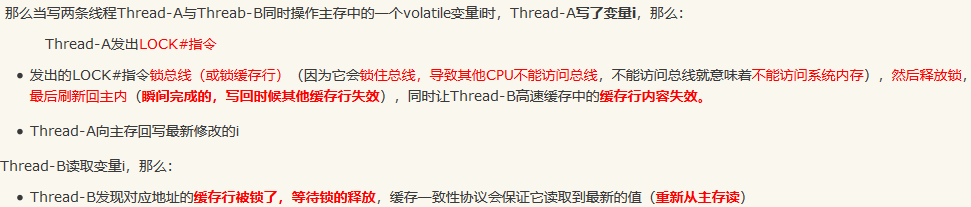 那么当写两条线程Thread-A与Threab-B同时操作主存中的一个volatile变量i时，Thread-A写了变量i，那么：
Thread-A发出LOCK#指令
• 发出的LOCK#指令锁总线（或锁缓存行）（因为它会锁住总线，导致其他CPU不能访问总线，不能访问总线就意味着不能访问系统内存），然后释放锁，
最后刷新回主内（瞬间完成的，写回时候其他缓存行失效），同时让Thread-B高速缓存中的缓存行内容失效。
• Thread-A向主存回写最新修改的i
Thread-B读取变量i，那么：
• Thread-B发现对应地址的缓存行被锁了，等待锁的释放，缓存一致性协议会保证它读取到最新的值（重新从主存读）